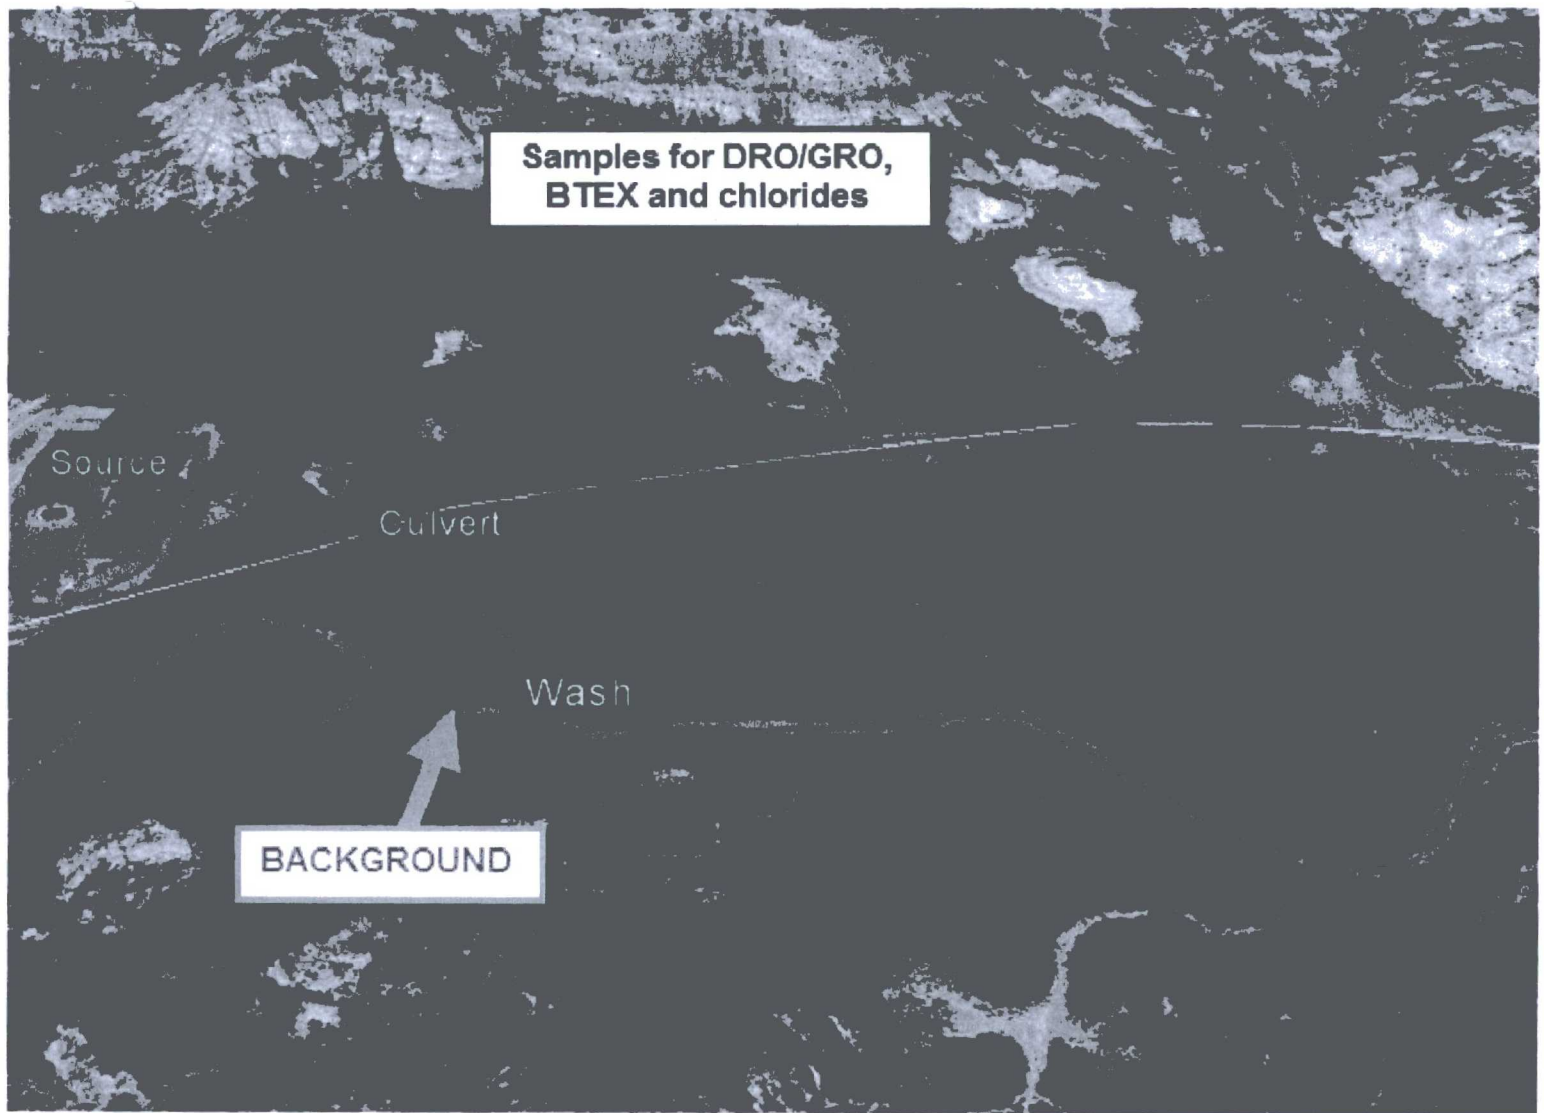 Samples for DRO/GRO,
BTEX and chlorides
Source
Culvert
Wash
BACKGROUND